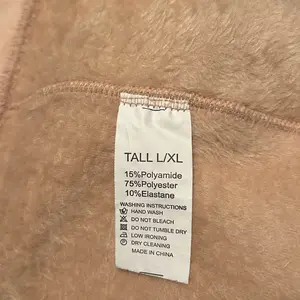 TALL L/XL
15%Polyamide
75%Polyester
10%Elastane
WASHING INSTRUCTIONS
HAND WASH
DO NOT BLEACH
DO NOT TUMBLE DRY
LOW IRONING
DRY CLEANING
MADE IN CHINA